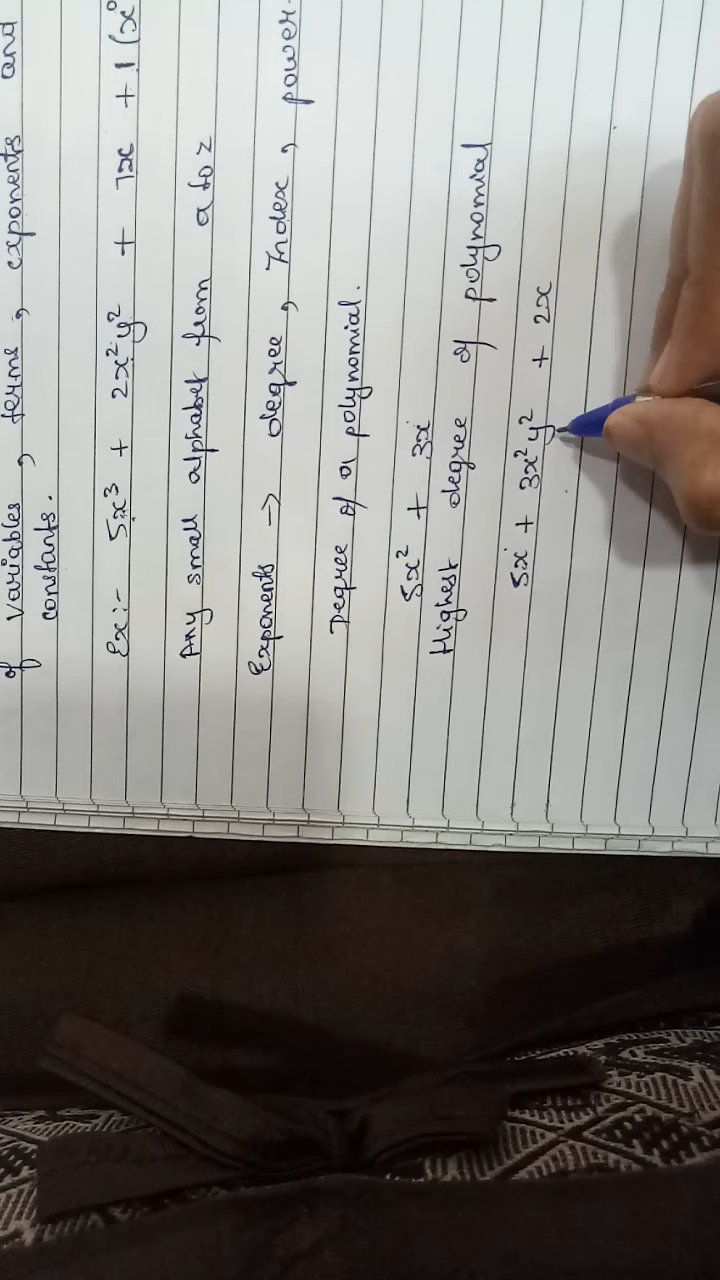 of variables, terms, exponents and
constants.
Ex:- 5x³ + 2x²y² + 7x + 1 (x⁰
Any small alphabet from a to z
Exponents → degree, Index, power.
Degree of a polynomial.
5x² + 3x
Highest degree of polynomial
5x + 3x²y² + 2x